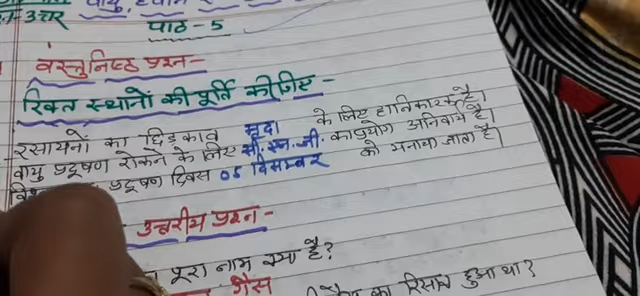 उत्तर वायु,
पाठ-5
वस्तुनिष्ठ प्रश्न-
रिक्त स्थानों की पूर्ति कीजिए -
रसायनों का छिड़काव मृदा के लिए हानिकारक है।
वायु प्रदूषण रोकने के लिए सी. एन. जी. का प्रयोग अनिवार्य है।
प्रदूषण दिवस 05 दिसम्बर को मनाया जाता है।
उत्तरीय प्रश्न-
पूरा नाम क्या है?
गैस का रिसाव हुआ था?